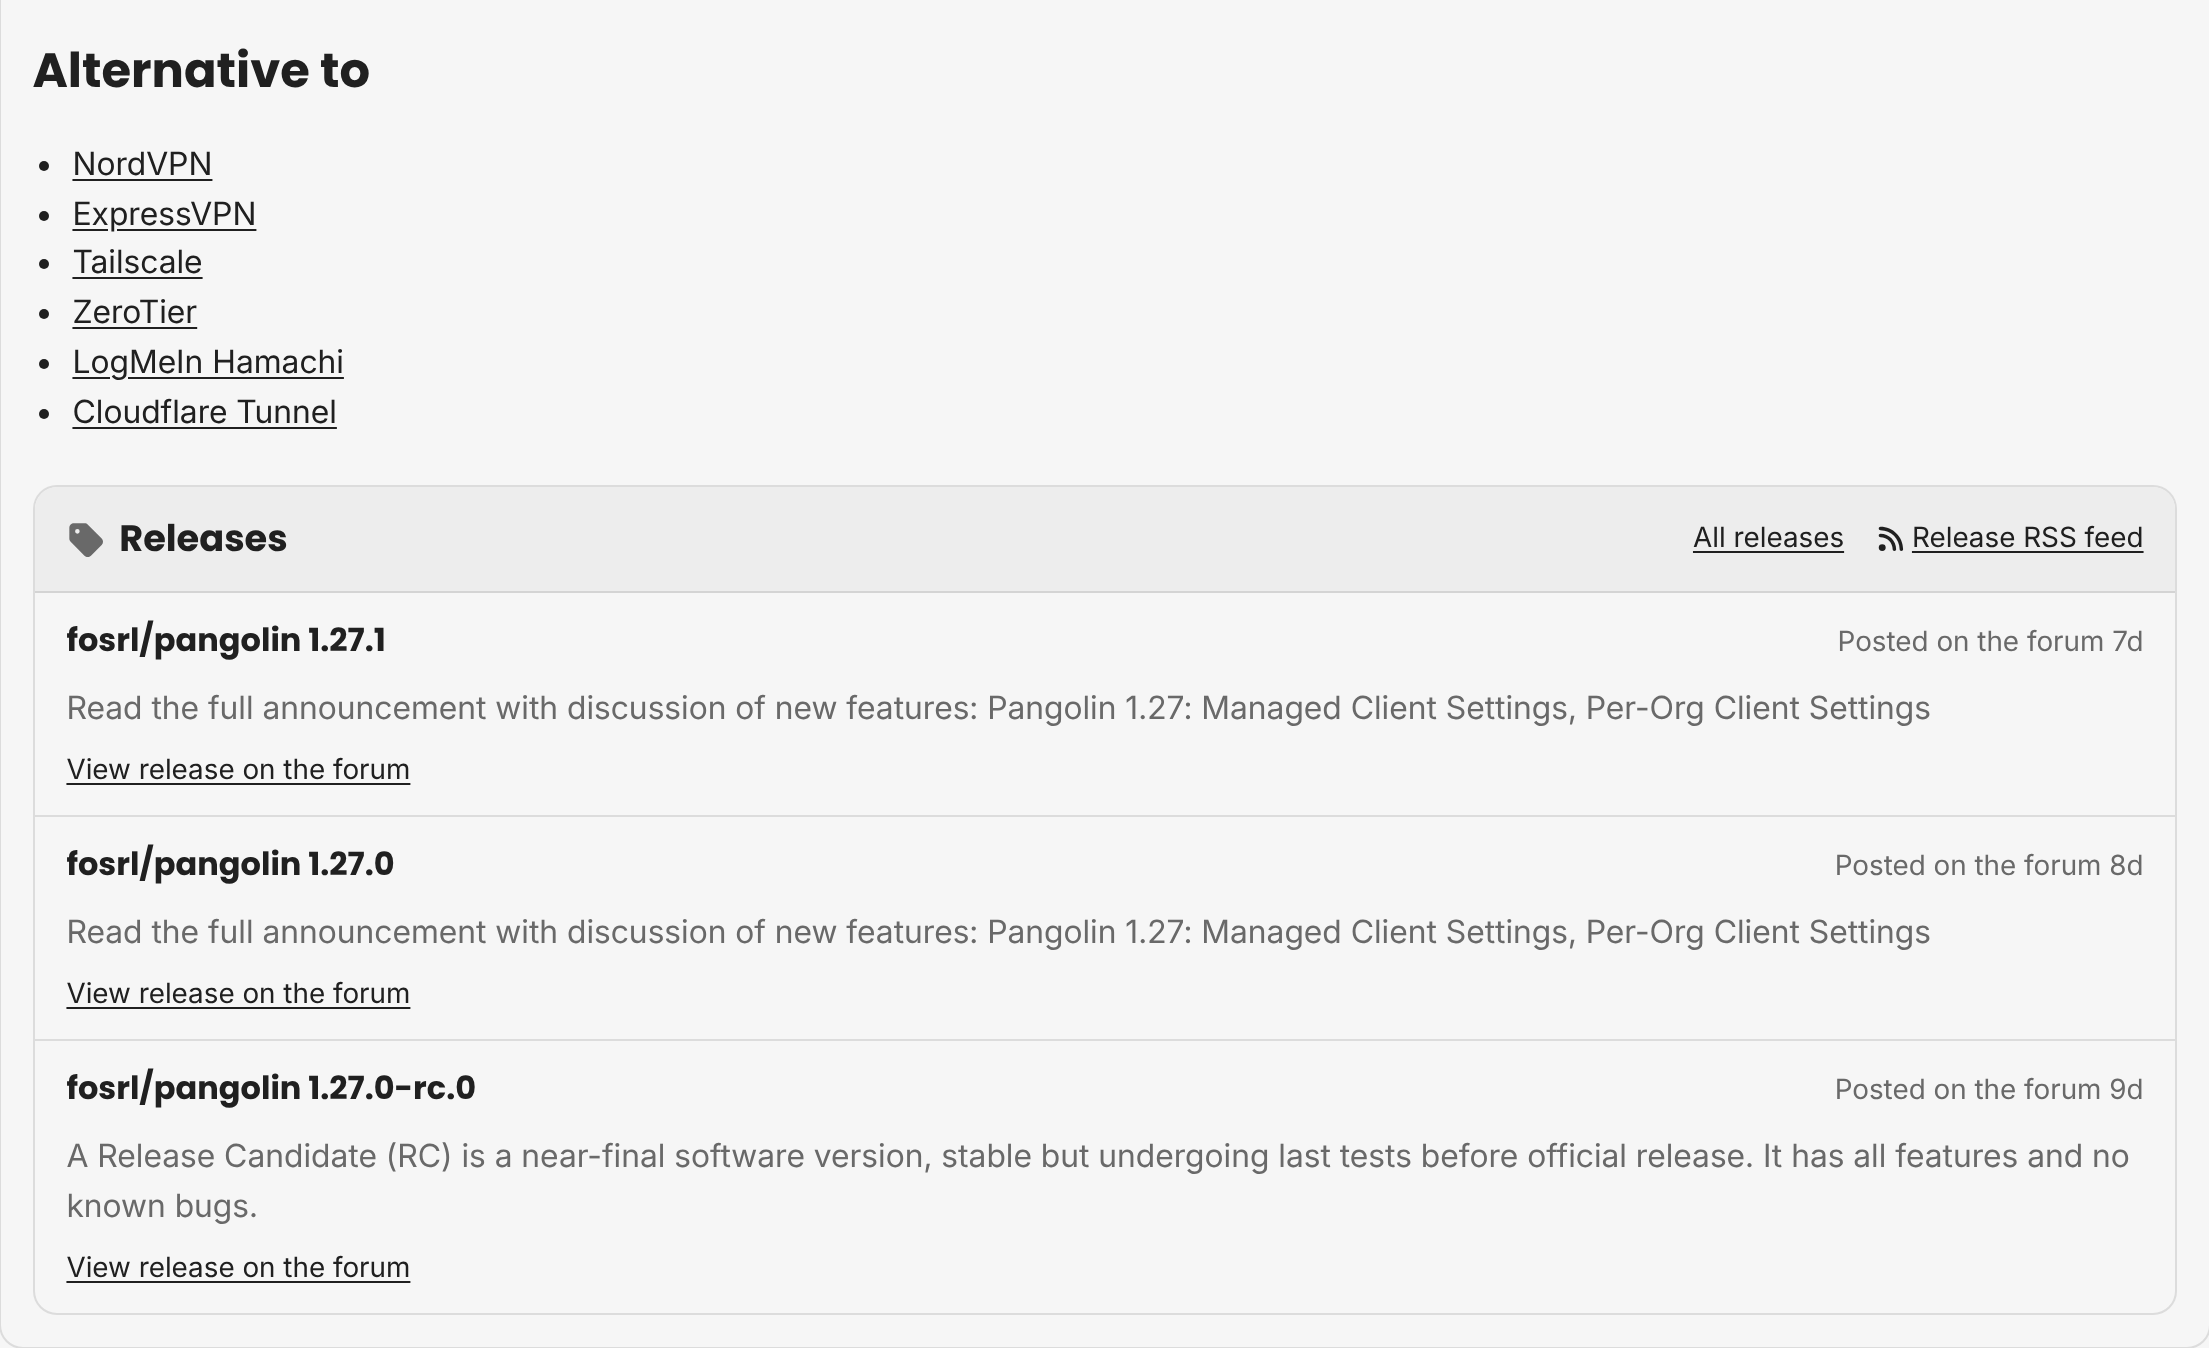 Alternative to
NordVPN
ExpressVPN
Tailscale
ZeroTier
LogMeIn Hamachi
Cloudflare Tunnel
Releases
All releases
Release RSS feed
fosrl/pangolin 1.27.1
Posted on the forum 7d
Read the full announcement with discussion of new features: Pangolin 1.27: Managed Client Settings, Per-Org Client Settings
View release on the forum
fosrl/pangolin 1.27.0
Posted on the forum 8d
Read the full announcement with discussion of new features: Pangolin 1.27: Managed Client Settings, Per-Org Client Settings
View release on the forum
fosrl/pangolin 1.27.0-rc.0
Posted on the forum 9d
A Release Candidate (RC) is a near-final software version, stable but undergoing last tests before official release. It has all features and no
known bugs.
View release on the forum